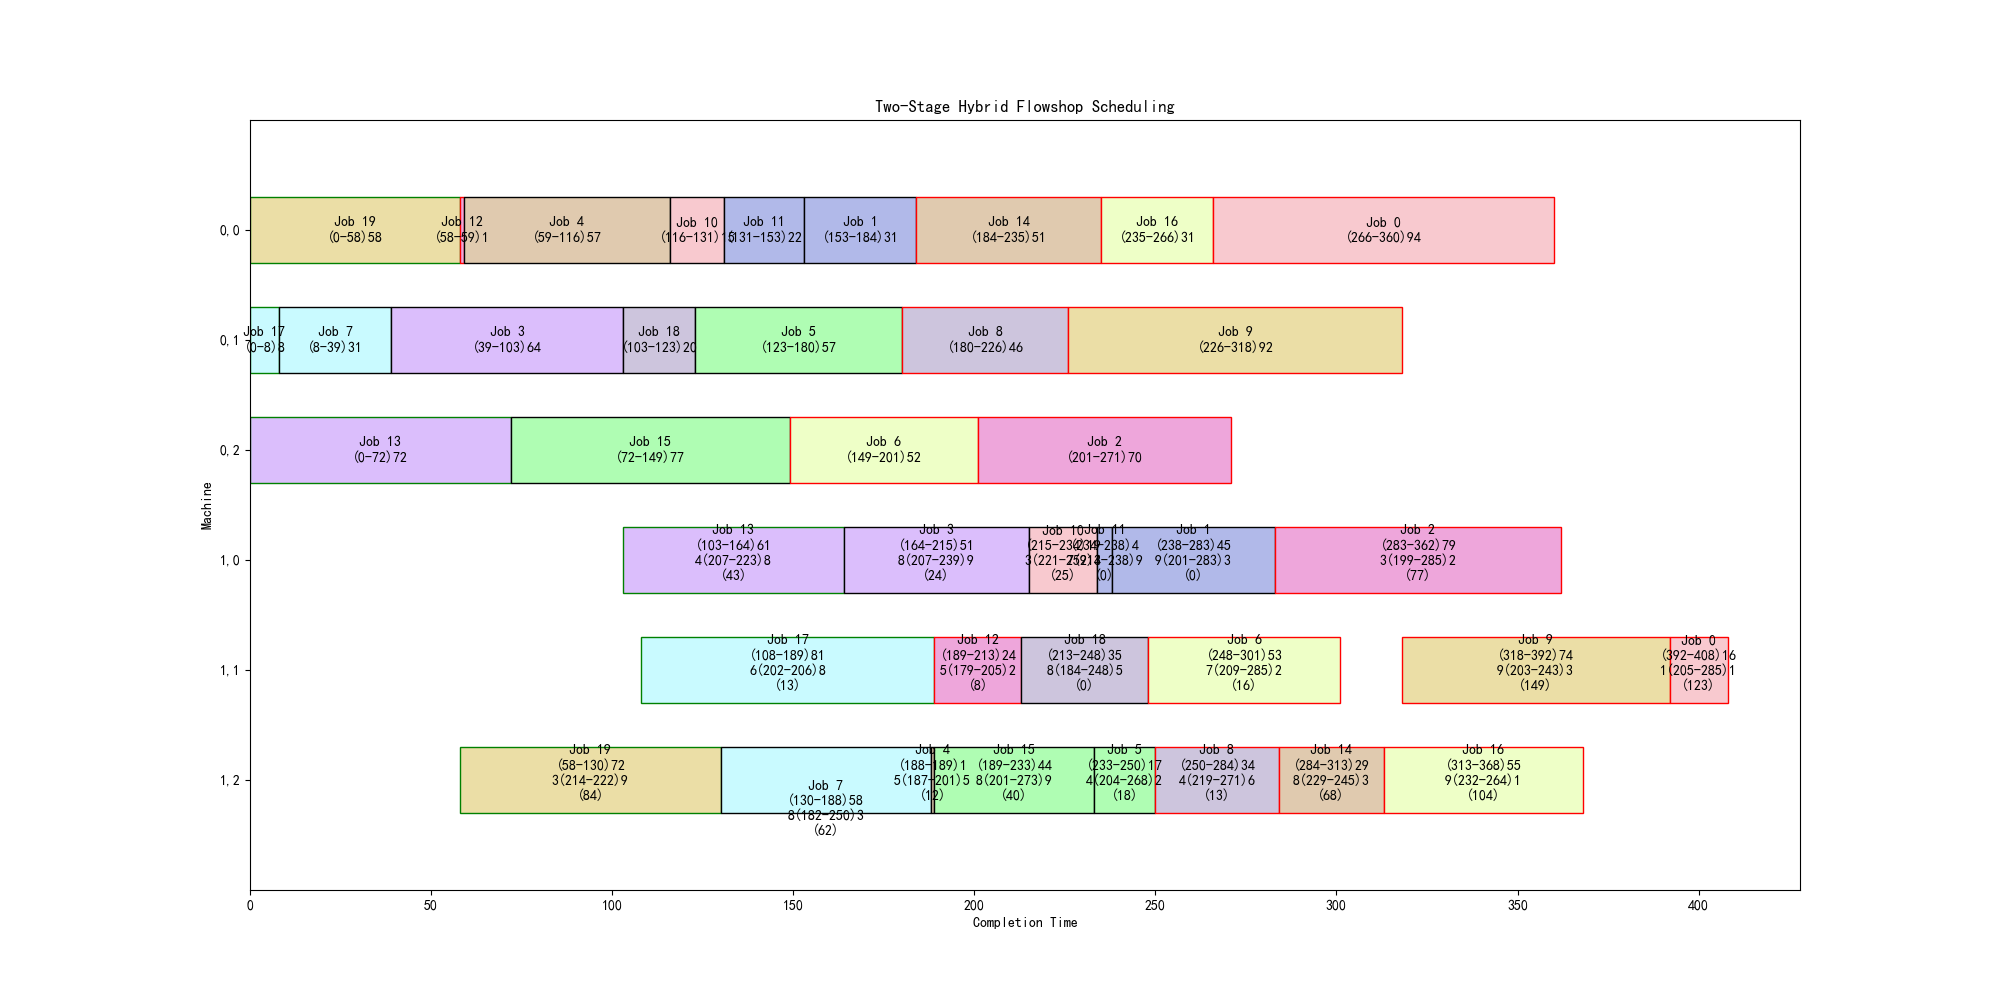 Two-Stage Hybrid Flowshop Scheduling
0,0
Job 19
(0-58)58
Job 12
(58-59)1
Job 4
(59-116)57
Job 10
(116-131)15
Job 11
(131-153)22
Job 1
(153-184)31
Job 14
(184-235)51
Job 16
(235-266)31
Job 0
(266-360)94
0,1
Job 17
(0-8)8
Job 7
(8-39)31
Job 3
(39-103)64
Job 18
(103-123)20
Job 5
(123-180)57
Job 8
(180-226)46
Job 9
(226-318)92
0,2
Job 13
(0-72)72
Job 15
(72-149)77
Job 6
(149-201)52
Job 2
(201-271)70
Machine
1,0
Job 13
(103-164)61
4(207-223)8
(43)
Job 3
(164-215)51
8(207-239)9
(24)
Job 10
(215-234)19
(25)
Job 11
(234-238)4
(0)
Job 1
(238-283)45
9(201-283)3
(0)
Job 2
(283-362)79
3(199-285)2
(77)
1,1
Job 17
(108-189)81
6(202-206)8
(13)
Job 12
(189-213)24
5(179-205)2
(8)
Job 18
(213-248)35
8(184-248)5
(0)
Job 6
(248-301)53
7(209-285)2
(16)
Job 9
(318-392)74
9(203-243)3
(149)
Job 0
(392-408)16
1(205-285)1
(123)
1,2
Job 19
(58-130)72
3(214-222)9
(84)
Job 7
(130-188)58
8(182-250)3
(62)
Job 4
(188-189)1
5(187-201)5
(12)
Job 15
(189-233)44
8(201-273)9
(40)
Job 5
(233-250)17
4(204-268)2
(18)
Job 8
(250-284)34
4(219-271)6
(13)
Job 14
(284-313)29
8(229-245)3
(68)
Job 16
(313-368)55
9(232-264)1
(104)
0 50 100 150 200 250 300 350 400
Completion Time